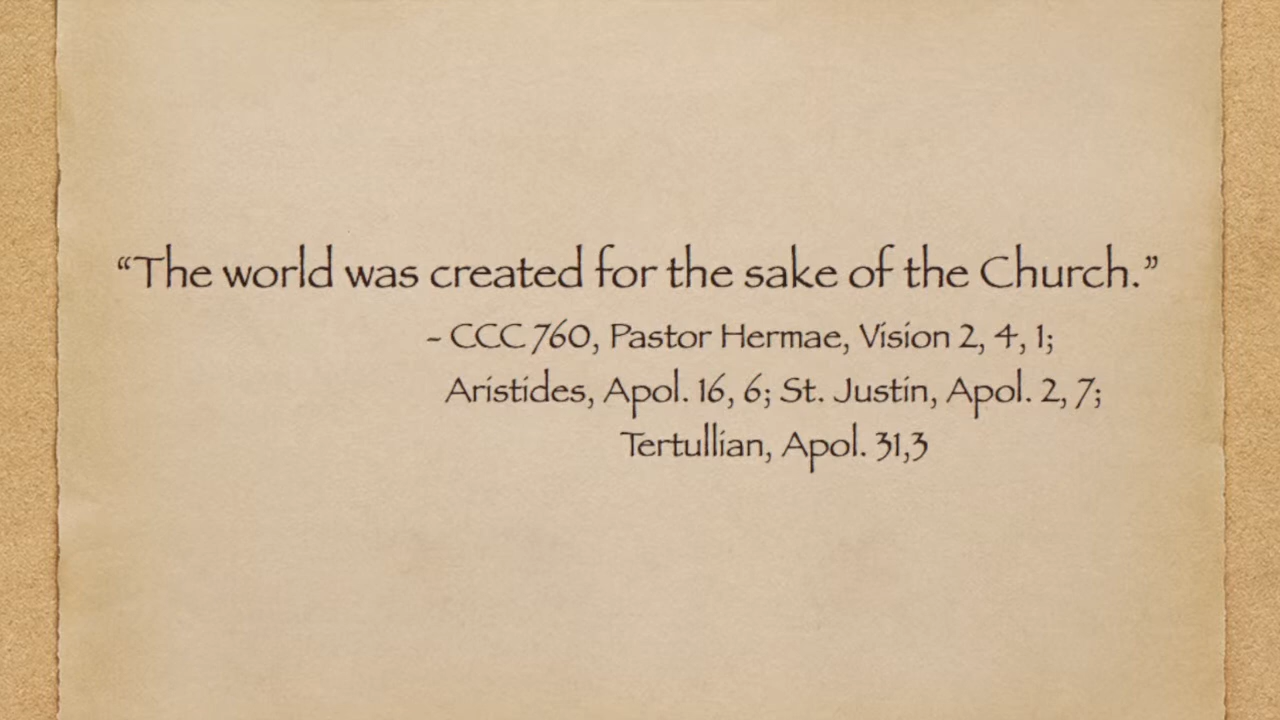 “The world was created for the sake of the Church.”
- CCC 760, Pastor Hermae, Vision 2, 4, 1;
Aristides, Apol. 16, 6; St. Justin, Apol. 2, 7;
Tertullian, Apol. 31,3